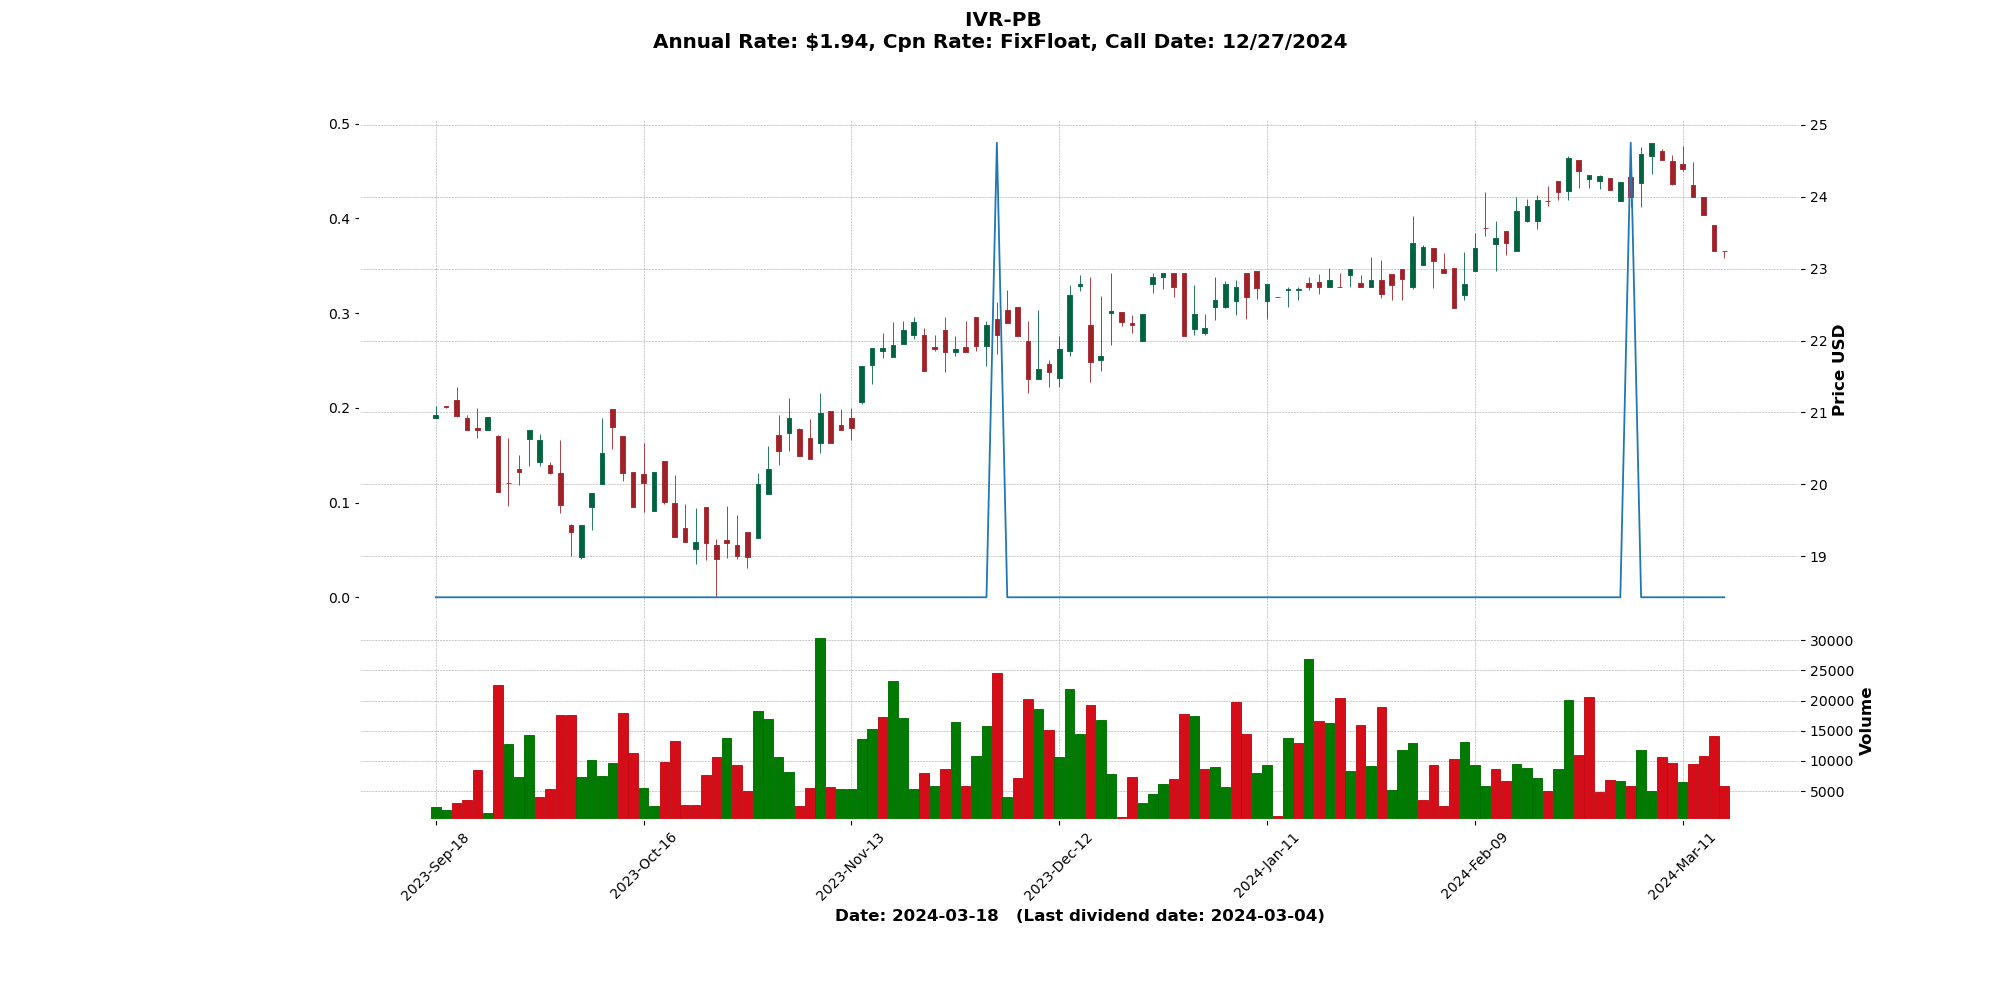 IVR-PB
Annual Rate: $1.94, Cpn Rate: FixFloat, Call Date: 12/27/2024
0.5
0.4
0.3
0.2
0.1
0.0
25
24
23
22
21
20
19
Price USD
30000
25000
20000
15000
10000
5000
Volume
2023-Sep-18
2023-Oct-16
2023-Nov-13
2023-Dec-12
2024-Jan-11
2024-Feb-09
2024-Mar-11
Date: 2024-03-18 (Last dividend date: 2024-03-04)